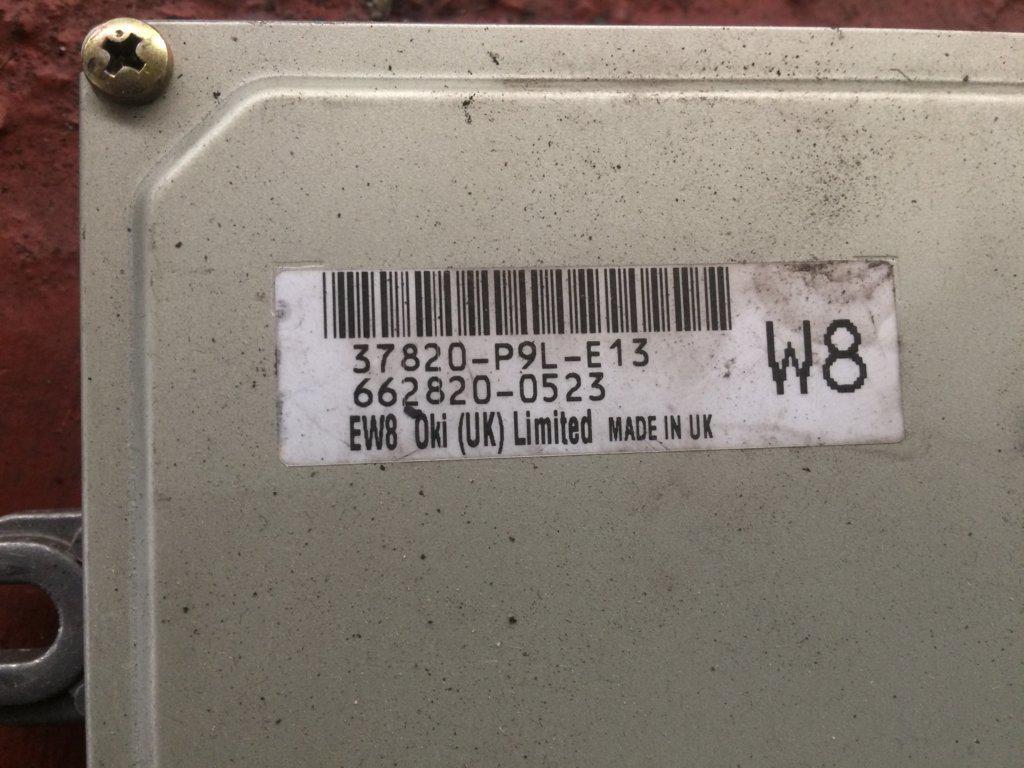 37820-P9L-E13
662820-0523
W8
EW8 Oki (UK) Limited MADE IN UK